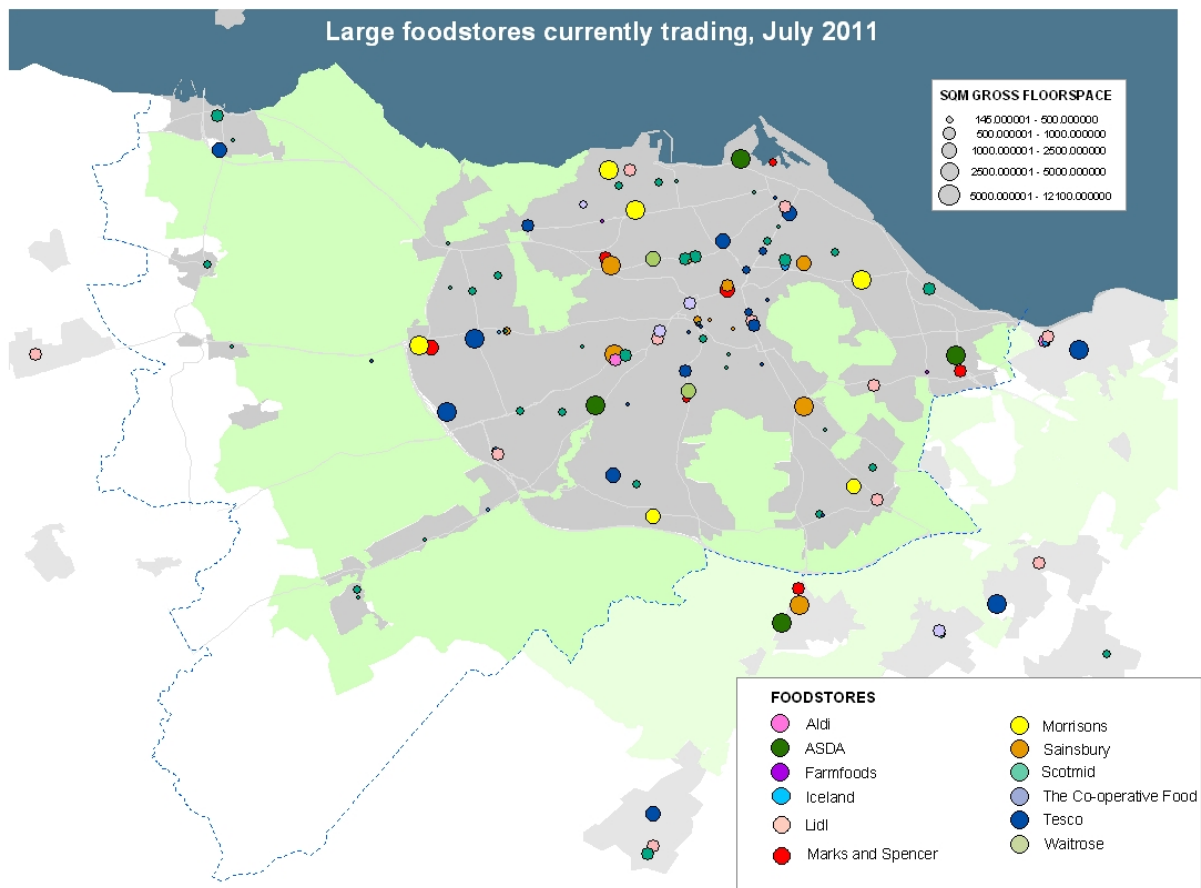 Large foodstores currently trading, July 2011
SQM GROSS FLOORSPACE
145.000001 - 500.000000
500.000001 - 1000.000000
1000.000001 - 2500.000000
2500.000001 - 5000.000000
5000.000001 - 12100.000000
FOODSTORES
Aldi
ASDA
Farmfoods
Iceland
Lidl
Marks and Spencer
Morrisons
Sainsbury
Scotmid
The Co-operative Food
Tesco
Waitrose